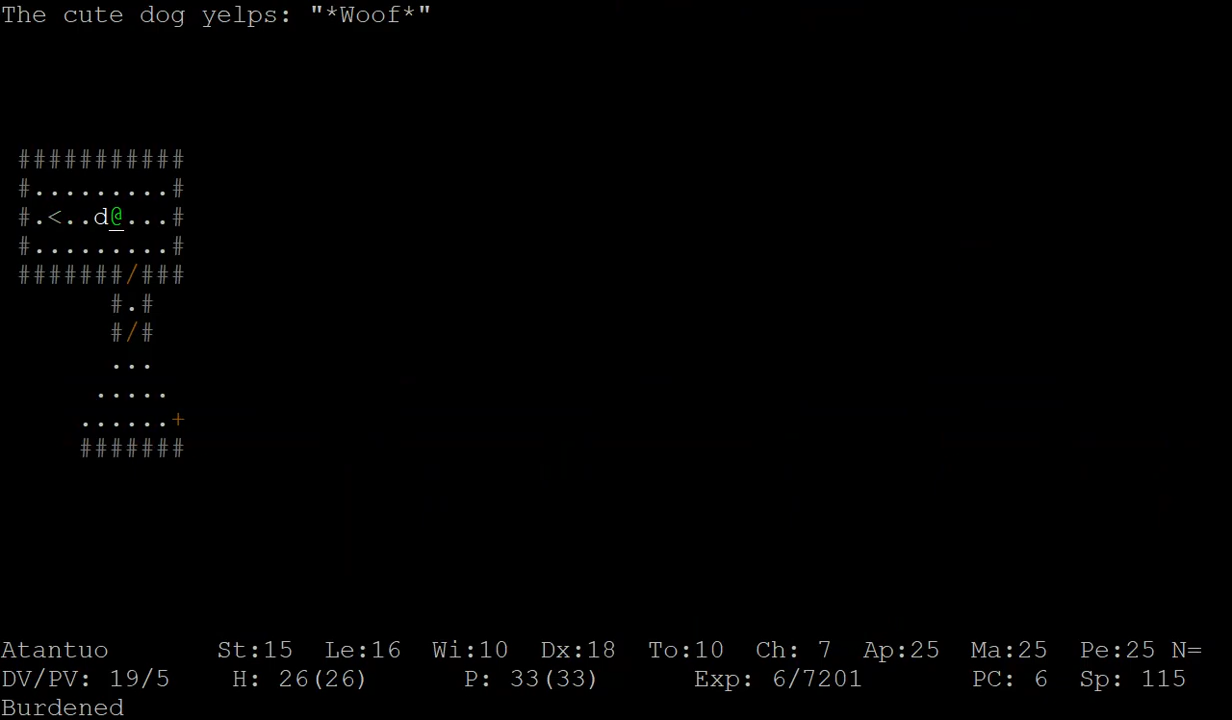 The cute dog yelps: "*Woof*"
###########
#.........#
#.<..d@...#
#.........#
#######/###
#.#
#/#
...
.....
......+
#######
Atantuo St:15 Le:16 Wi:10 Dx:18 To:10 Ch: 7 Ap:25 Ma:25 Pe:25 N=
DV/PV: 19/5 H: 26(26) P: 33(33) Exp: 6/7201 PC: 6 Sp: 115
Burdened